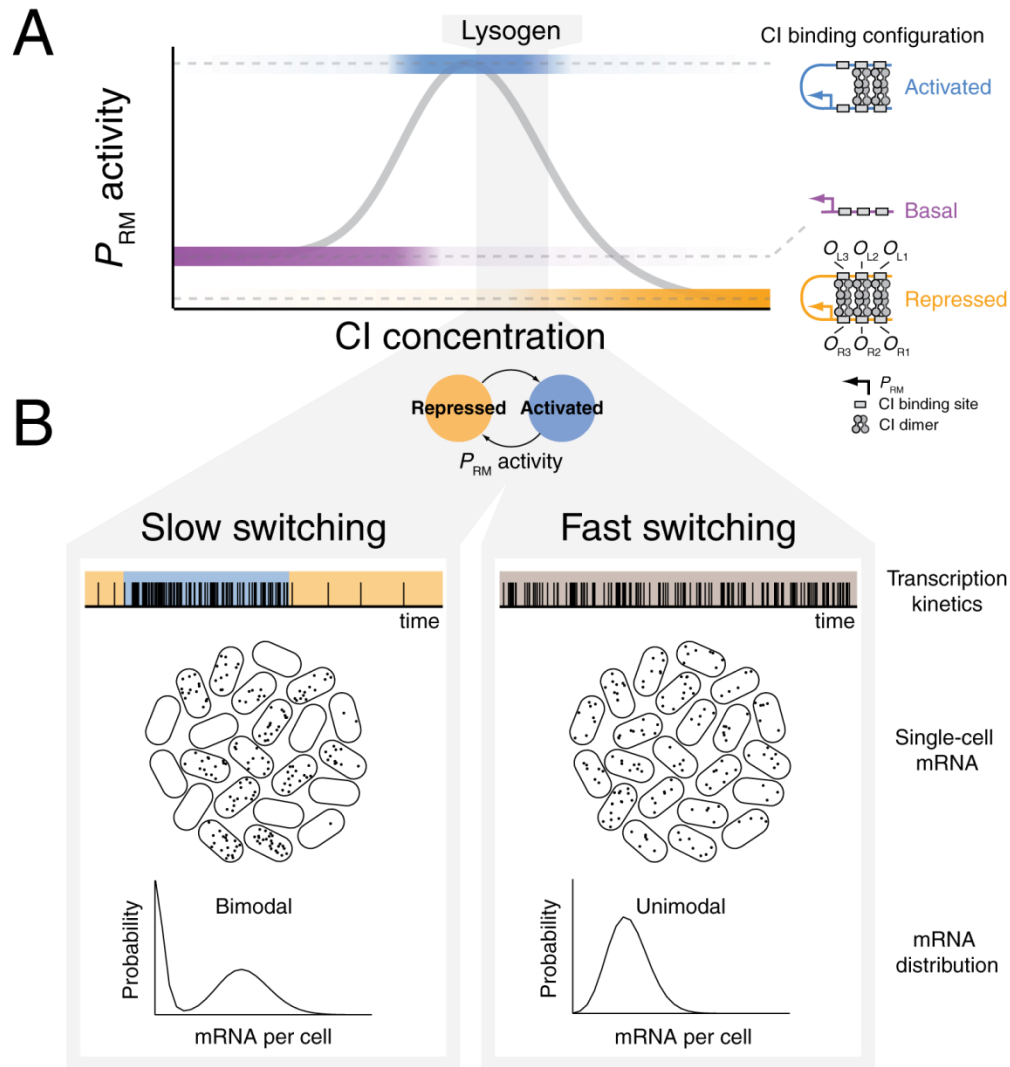 A
Lysogen
CI binding configuration
Activated
Basal
OL3 OL2 OL1
Repressed
OR3 OR2 OR1
PRM
CI binding site
CI dimer
PRM activity
CI concentration
B
Repressed Activated
PRM activity
Slow switching
Fast switching
time
time
Transcription
kinetics
Single-cell
mRNA
Probability
Bimodal
mRNA per cell
Probability
Unimodal
mRNA per cell
mRNA
distribution